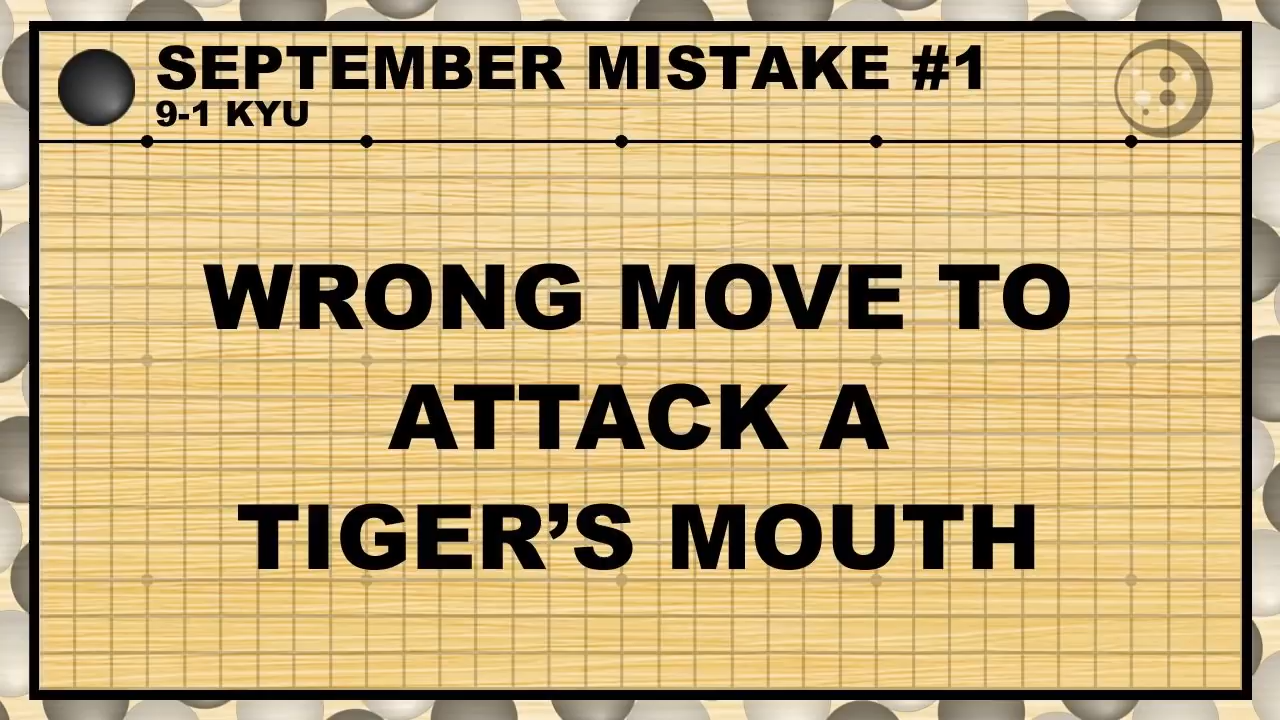 SEPTEMBER MISTAKE #1
9-1 KYU
WRONG MOVE TO
ATTACK A
TIGER’S MOUTH